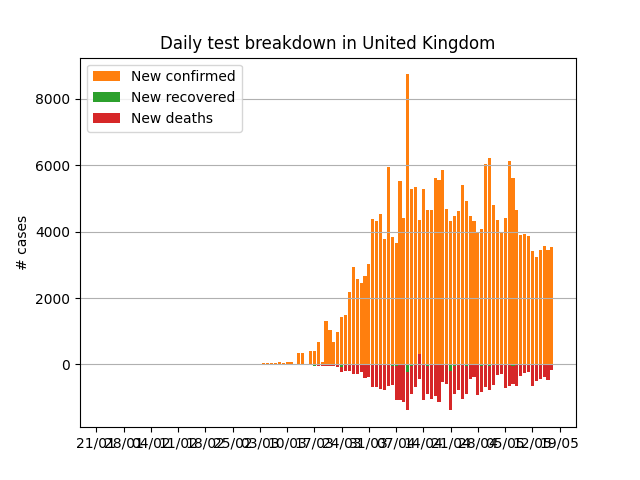 Daily test breakdown in United Kingdom
New confirmed
New recovered
New deaths
8000
6000
4000
2000
0
# cases
21/01 28/01 04/02 11/02 18/02 25/02 03/03 10/03 17/03 24/03 31/03 07/04 14/04 21/04 28/04 05/05 12/05 19/05